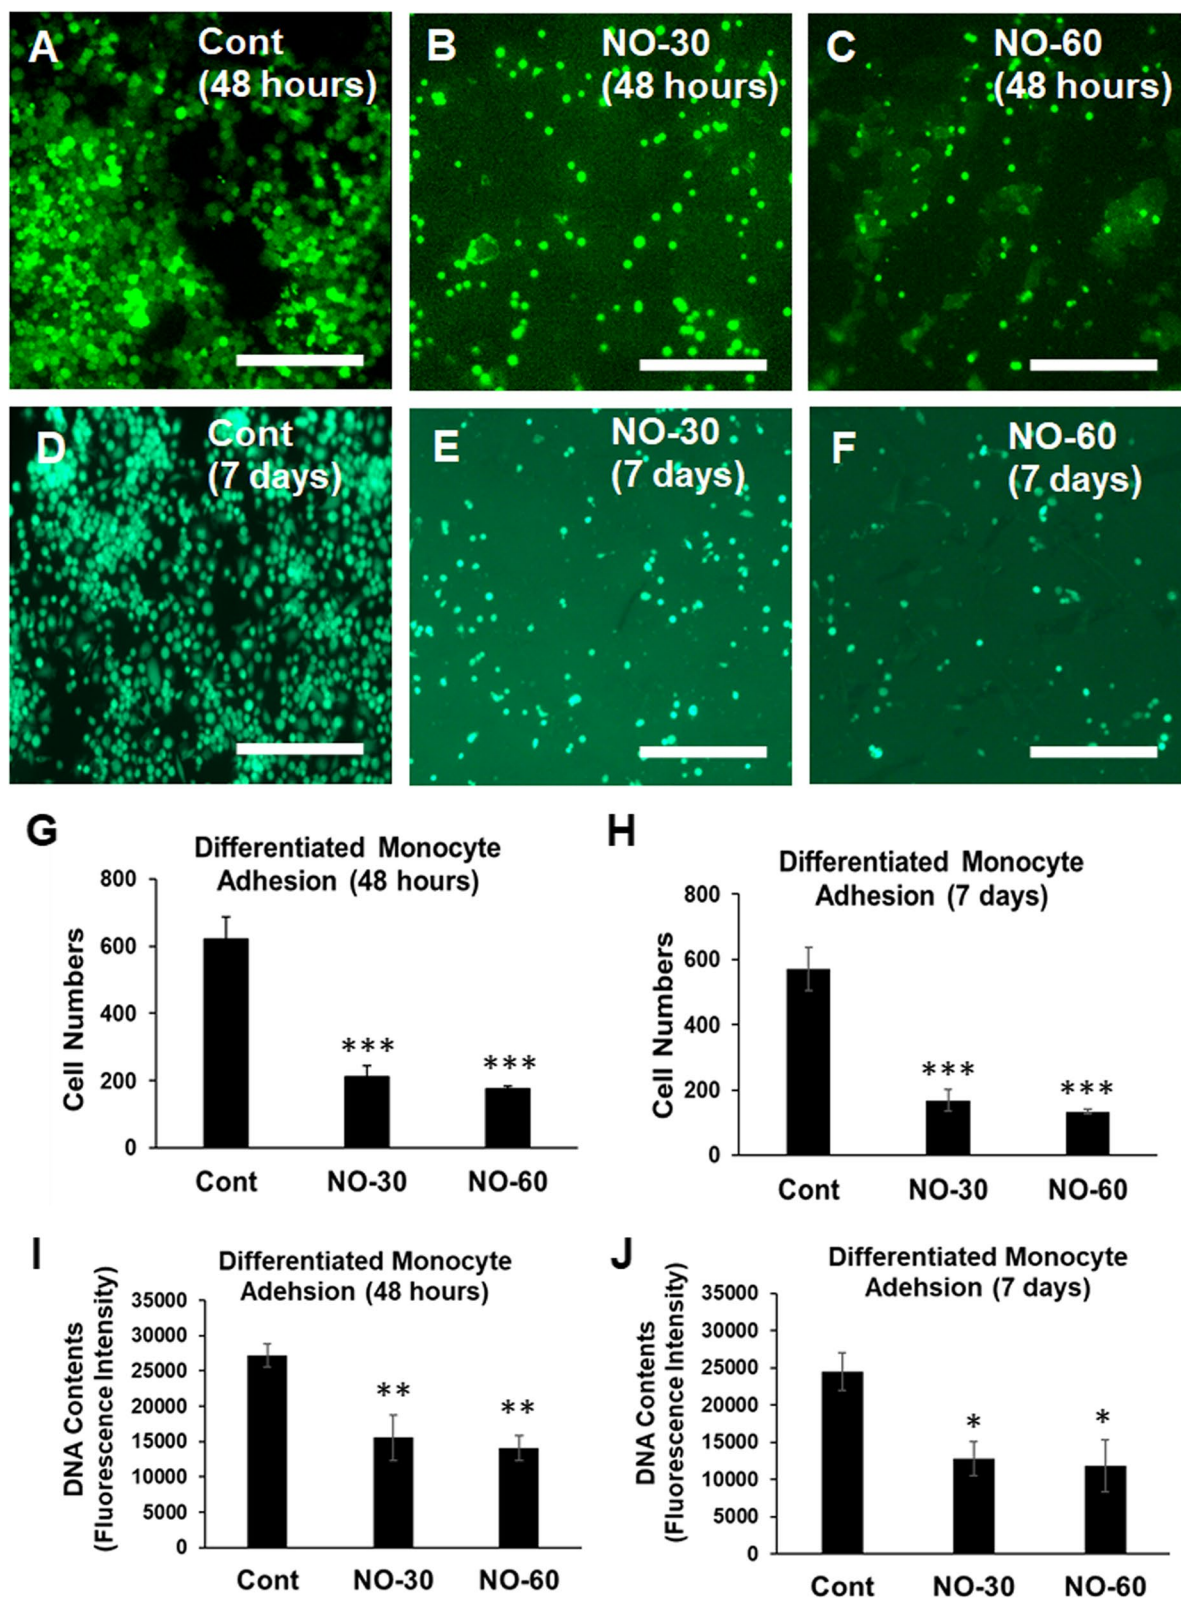 A
Cont
(48 hours)
B
NO-30
(48 hours)
C
NO-60
(48 hours)
D
Cont
(7 days)
E
NO-30
(7 days)
F
NO-60
(7 days)
G
Differentiated Monocyte
Adhesion (48 hours)
Cell Numbers
800
600
400
200
0
***
***
Cont
NO-30
NO-60
H
Differentiated Monocyte
Adhesion (7 days)
Cell Numbers
800
600
400
200
0
***
***
Cont
NO-30
NO-60
I
Differentiated Monocyte
Adehsion (48 hours)
DNA Contents
(Fluorescence Intensity)
35000
30000
25000
20000
15000
10000
5000
0
**
**
Cont
NO-30
NO-60
J
Differentiated Monocyte
Adehsion (7 days)
DNA Contents
(Fluorescence Intensity)
35000
30000
25000
20000
15000
10000
5000
0
*
*
Cont
NO-30
NO-60